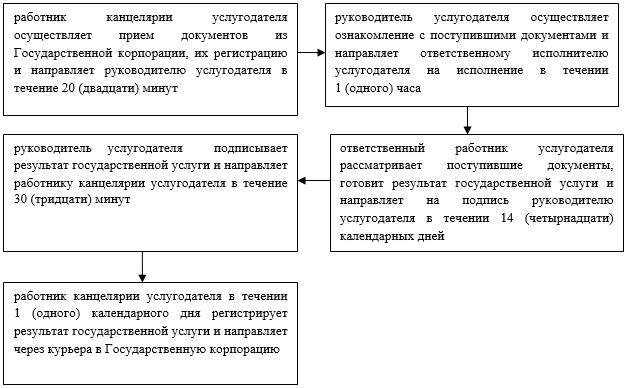 работник канцелярии услугодателя
осуществляет прием документов из
Государственной корпорации, их регистрацию
и направляет руководителю услугодателя в
течение 20 (двадцати) минут
руководитель услугодателя осуществляет
ознакомление с поступившими документами и
направляет ответственному исполнителю
услугодателя на исполнение в течении
1 (одного) часа
ответственный работник услугодателя
рассматривает поступившие документы,
готовит результат государственной услуги и
направляет на подпись руководителю
услугодателя в течении 14 (четырнадцати)
календарных дней
руководитель услугодателя подписывает
результат государственной услуги и направляет
работнику канцелярии услугодателя в течение
30 (тридцати) минут
работник канцелярии услугодателя в течении
1 (одного) календарного дня регистрирует
результат государственной услуги и направляет
через курьера в Государственную корпорацию